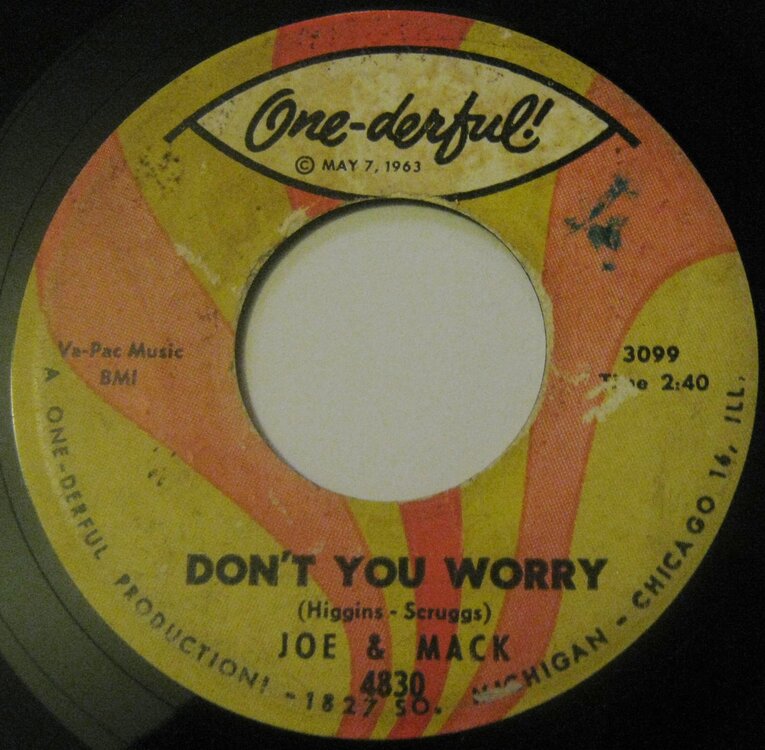 One-derful!
© MAY 7, 1963
Va-Pac Music
BMI
3099
2:40
DON'T YOU WORRY
(Higgins - Scruggs)
JOE & MACK
4830
A ONE-DERFUL PRODUCTION! - 1827 SO. MICHIGAN - CHICAGO 16, ILL.